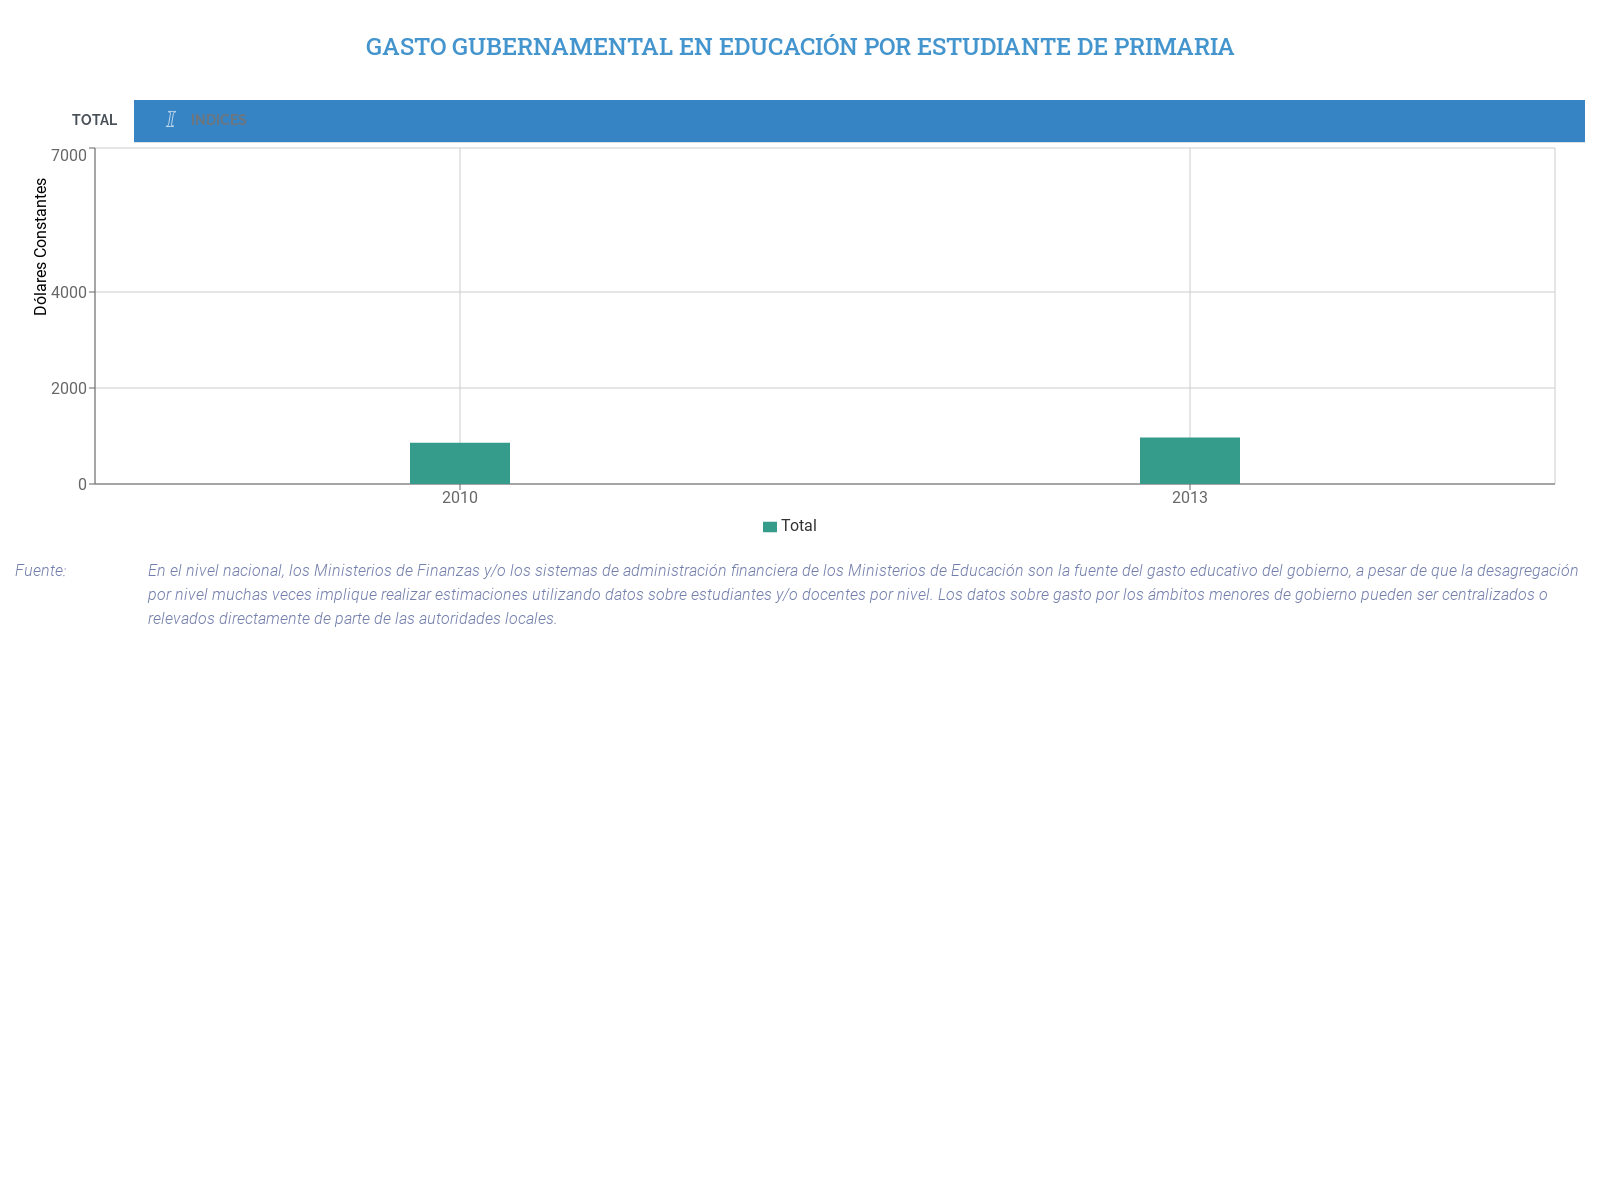 GASTO GUBERNAMENTAL EN EDUCACIÓN POR ESTUDIANTE DE PRIMARIA
TOTAL
INDICES
7000
Dólares Constantes
4000
2000
0
2010 2013
Total
Fuente: En el nivel nacional, los Ministerios de Finanzas y/o los sistemas de administración financiera de los Ministerios de Educación son la fuente del gasto educativo del gobierno, a pesar de que la desagregación
por nivel muchas veces implique realizar estimaciones utilizando datos sobre estudiantes y/o docentes por nivel. Los datos sobre gasto por los ámbitos menores de gobierno pueden ser centralizados o
relevados directamente de parte de las autoridades locales.